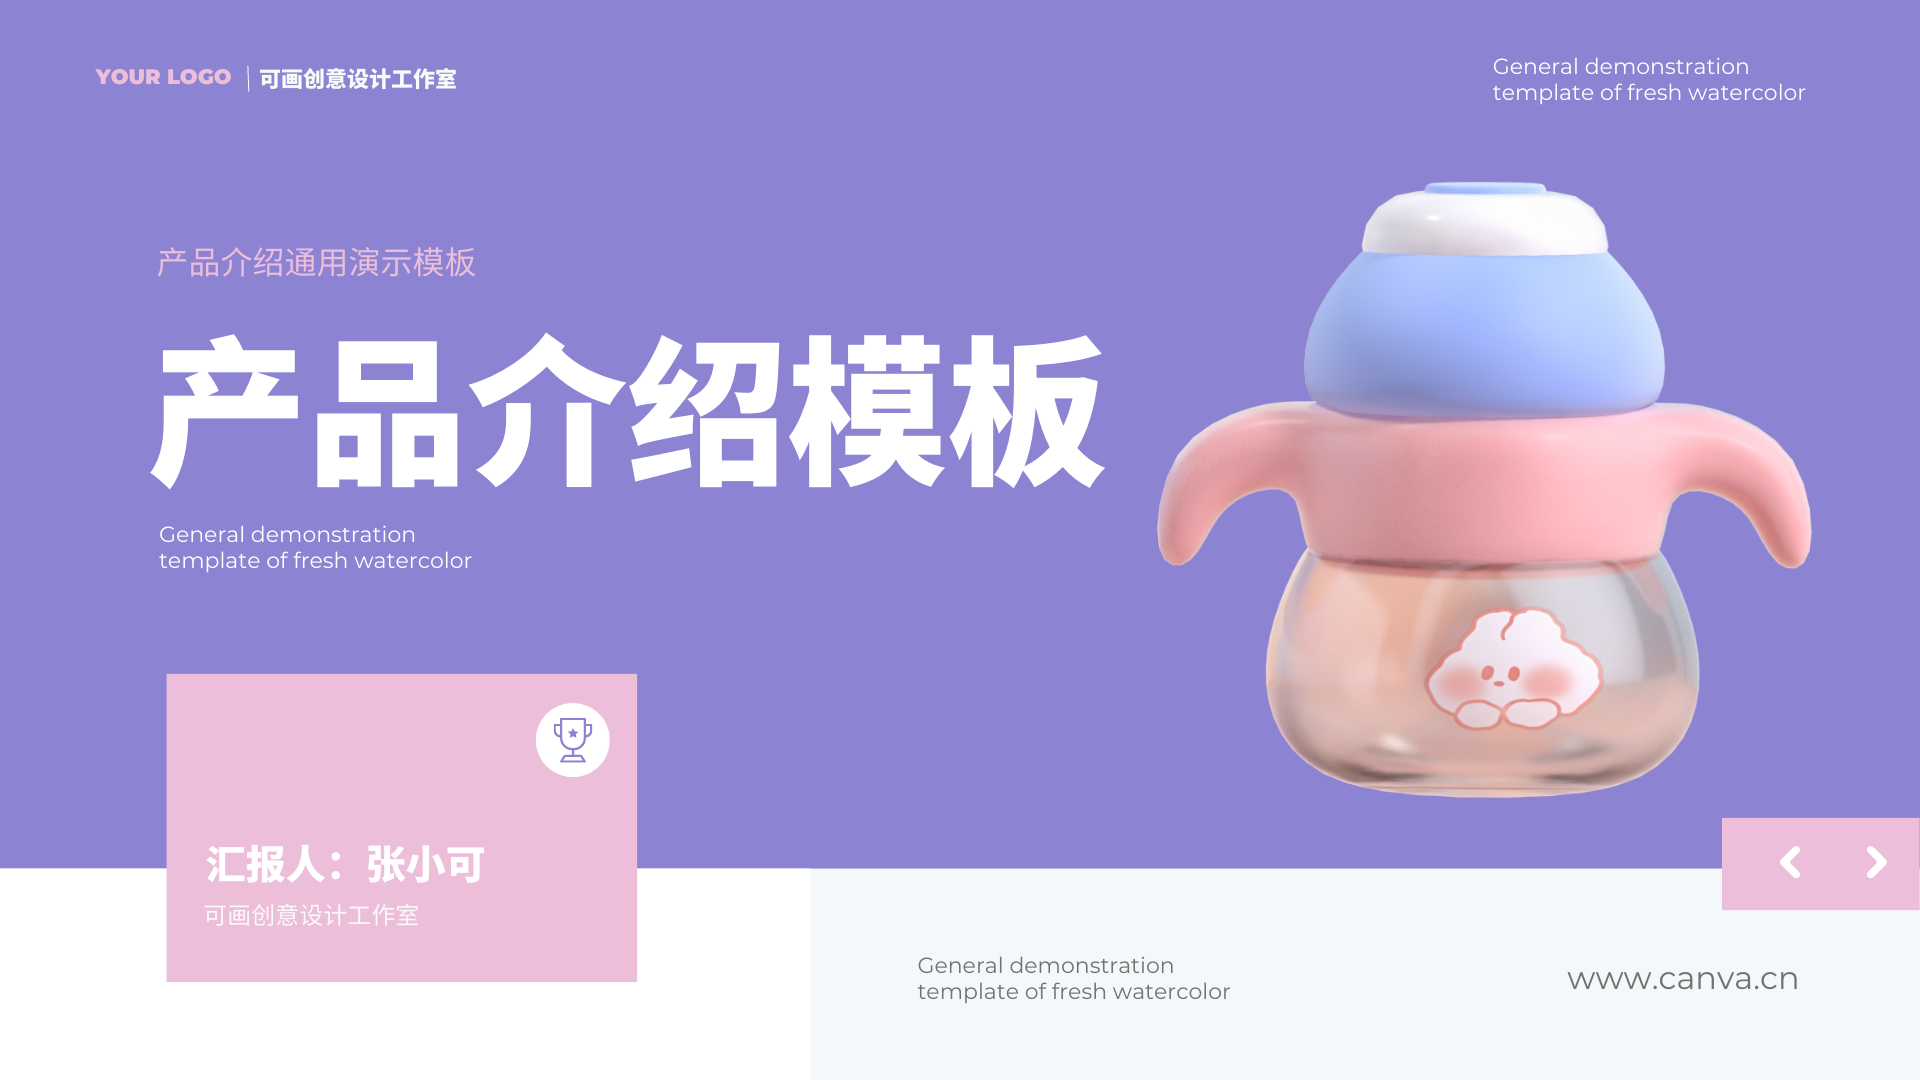 YOUR LOGO
可画创意设计工作室
General demonstration
template of fresh watercolor
产品介绍通用演示模板
产品介绍模板
General demonstration
template of fresh watercolor
汇报人：张小可
可画创意设计工作室
General demonstration
template of fresh watercolor
www.canva.cn